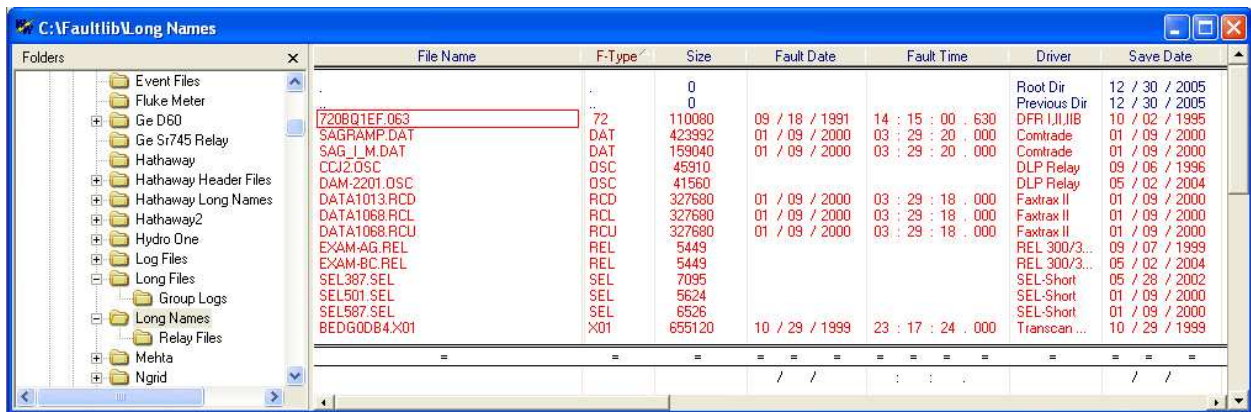 C:\Faultlib\Long Names
Folders x
Event Files
Fluke Meter
Ge D60
Ge Sr745 Relay
Hathaway
Hathaway Header Files
Hathaway Long Names
Hathaway2
Hydro One
Log Files
Long Files
Group Logs
Long Names
Relay Files
Mehta
Ngrid
File Name F-Type Size Fault Date Fault Time Driver Save Date
. . 0 Root Dir 12 / 30 / 2005
.. .. 0 Previous Dir 12 / 30 / 2005
720BQ1EF.063 72 110080 09 / 18 / 1991 14 : 15 : 00 . 630 DFR I,II,IIB 10 / 02 / 1995
SAGRAMP.DAT DAT 423992 01 / 09 / 2000 03 : 29 : 20 . 000 Comtrade 01 / 09 / 2000
SAG_I_M.DAT DAT 159040 01 / 09 / 2000 03 : 29 : 20 . 000 Comtrade 01 / 09 / 2000
CCJ2.OSC OSC 45910 DLP Relay 09 / 06 / 1996
DAM-2201.OSC OSC 41560 DLP Relay 05 / 02 / 2004
DATA1013.RCD RCD 327680 01 / 09 / 2000 03 : 29 : 18 . 000 Faxtrax II 01 / 09 / 2000
DATA1068.RCL RCL 327680 01 / 09 / 2000 03 : 29 : 18 . 000 Faxtrax II 01 / 09 / 2000
DATA1068.RCU RCU 327680 01 / 09 / 2000 03 : 29 : 18 . 000 Faxtrax II 01 / 09 / 2000
EXAM-AG.REL REL 5449 REL 300/3... 09 / 07 / 1999
EXAM-BC.REL REL 5449 REL 300/3... 05 / 02 / 2004
SEL387.SEL SEL 7095 SEL-Short 05 / 28 / 2002
SEL501.SEL SEL 5624 SEL-Short 01 / 09 / 2000
SEL587.SEL SEL 6526 SEL-Short 01 / 09 / 2000
BEDG0DB4.X01 X01 655120 10 / 29 / 1999 23 : 17 : 24 . 000 Transcan ... 10 / 29 / 1999
= = = = = = = = = = = = = =
/ / : : . / /